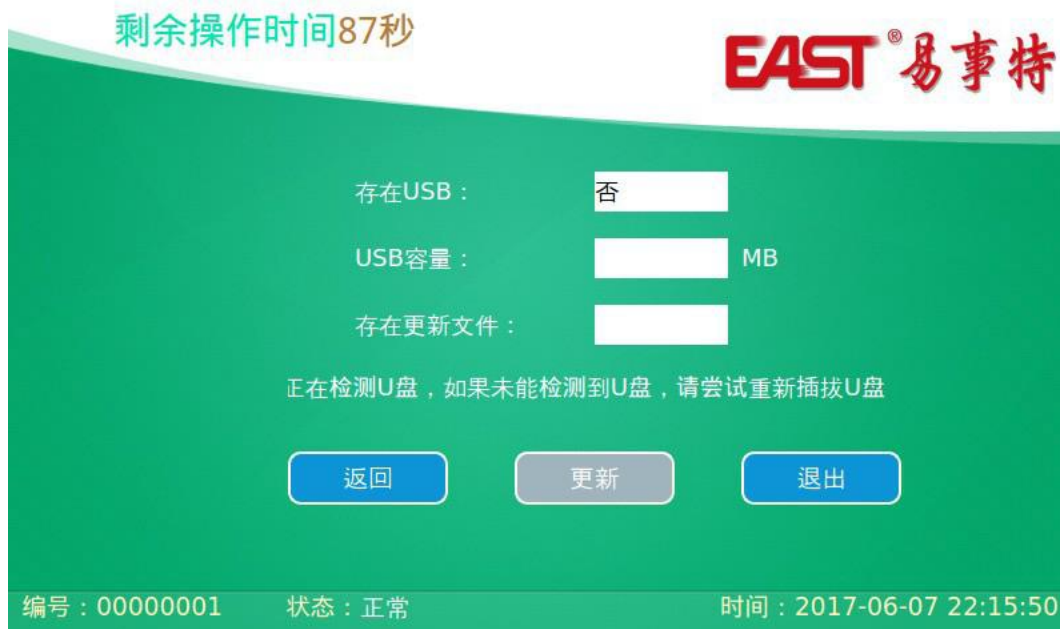 剩余操作时间87秒
EAST®易事特
存在USB：否
USB容量：MB
存在更新文件：
正在检测U盘，如果未能检测到U盘，请尝试重新插拔U盘
返回 更新 退出
编号：00000001 状态：正常 时间：2017-06-07 22:15:50